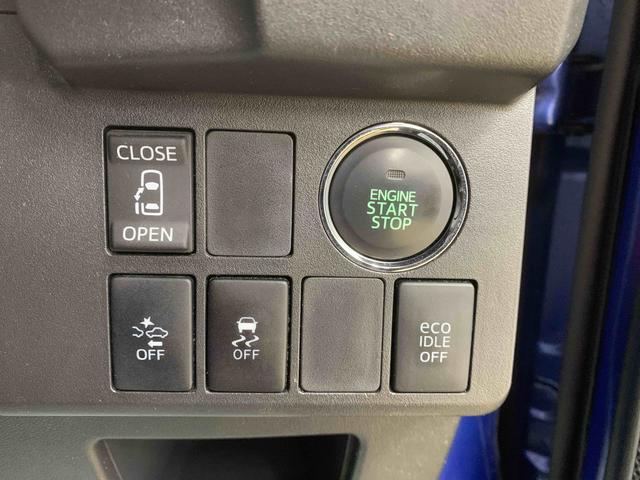 CLOSE
OPEN
ENGINE
START
STOP
OFF
OFF
eco
IDLE
OFF